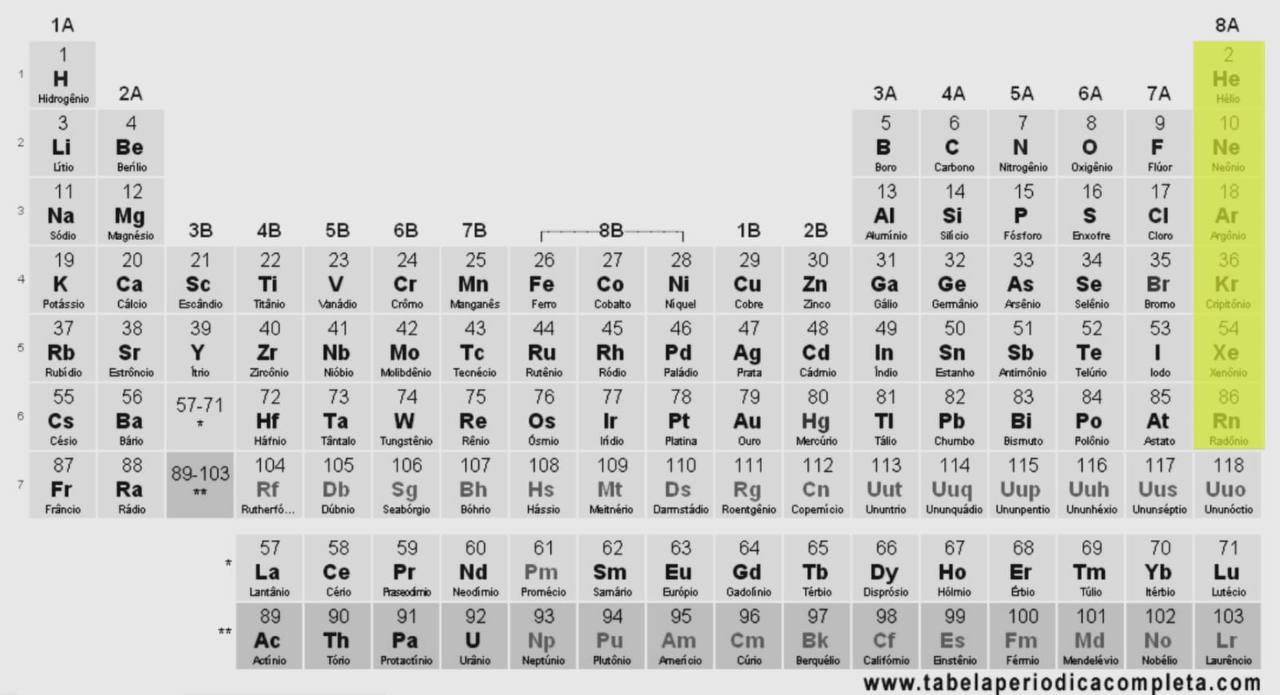 1A 8A
1 1 2
H He
Hidrogênio 2A 3A 4A 5A 6A 7A Hélio
2 3 4 5 6 7 8 9 10
Li Be B C N O F Ne
Lítio Berílio Boro Carbono Nitrogênio Oxigênio Flúor Neônio
3 11 12 13 14 15 16 17 18
Na Mg Al Si P S Cl Ar
Sódio Magnésio 3B 4B 5B 6B 7B 8B 1B 2B Alumínio Silício Fósforo Enxofre Cloro Argônio
4 19 20 21 22 23 24 25 26 27 28 29 30 31 32 33 34 35 36
K Ca Sc Ti V Cr Mn Fe Co Ni Cu Zn Ga Ge As Se Br Kr
Potássio Cálcio Escândio Titânio Vanádio Crômo Manganês Ferro Cobalto Níquel Cobre Zinco Gálio Germânio Arsênio Selênio Bromo Criptônio
5 37 38 39 40 41 42 43 44 45 46 47 48 49 50 51 52 53 54
Rb Sr Y Zr Nb Mo Tc Ru Rh Pd Ag Cd In Sn Sb Te I Xe
Rubídio Estrôncio Ítrio Zircônio Nióbio Molibdênio Tecnécio Rutênio Ródio Paládio Prata Cádmio Índio Estanho Antimônio Telúrio Iodo Xenônio
6 55 56 57-71 72 73 74 75 76 77 78 79 80 81 82 83 84 85 86
Cs Ba * Hf Ta W Re Os Ir Pt Au Hg Tl Pb Bi Po At Rn
Césio Bário Háfnio Tântalo Tungstênio Rênio Ósmio Irídio Platina Ouro Mercúrio Tálio Chumbo Bismuto Polônio Astato Radônio
7 87 88 89-103 104 105 106 107 108 109 110 111 112 113 114 115 116 117 118
Fr Ra ** Rf Db Sg Bh Hs Mt Ds Rg Cn Uut Uuq Uup Uuh Uus Uuo
Frâncio Rádio Rutherfó... Dúbnio Seabórgio Bóhrio Hássio Meitnério Darmstádio Roentgênio Copernício Ununtrio Ununquádio Ununpentio Ununhéxio Ununséptio Ununóctio
* 57 58 59 60 61 62 63 64 65 66 67 68 69 70 71
La Ce Pr Nd Pm Sm Eu Gd Tb Dy Ho Er Tm Yb Lu
Lantânio Cério Praseodímio Neodímio Promécio Samário Európio Gadolínio Térbio Disprósio Hólmio Érbio Túlio Itérbio Lutécio
** 89 90 91 92 93 94 95 96 97 98 99 100 101 102 103
Ac Th Pa U Np Pu Am Cm Bk Cf Es Fm Md No Lr
Actínio Tório Protactínio Urânio Neptúnio Plutônio Amerício Cúrio Berquélio Califórnio Einstênio Férmio Mendelévio Nobélio Laurêncio
www.tabelaperiodicacompleta.com